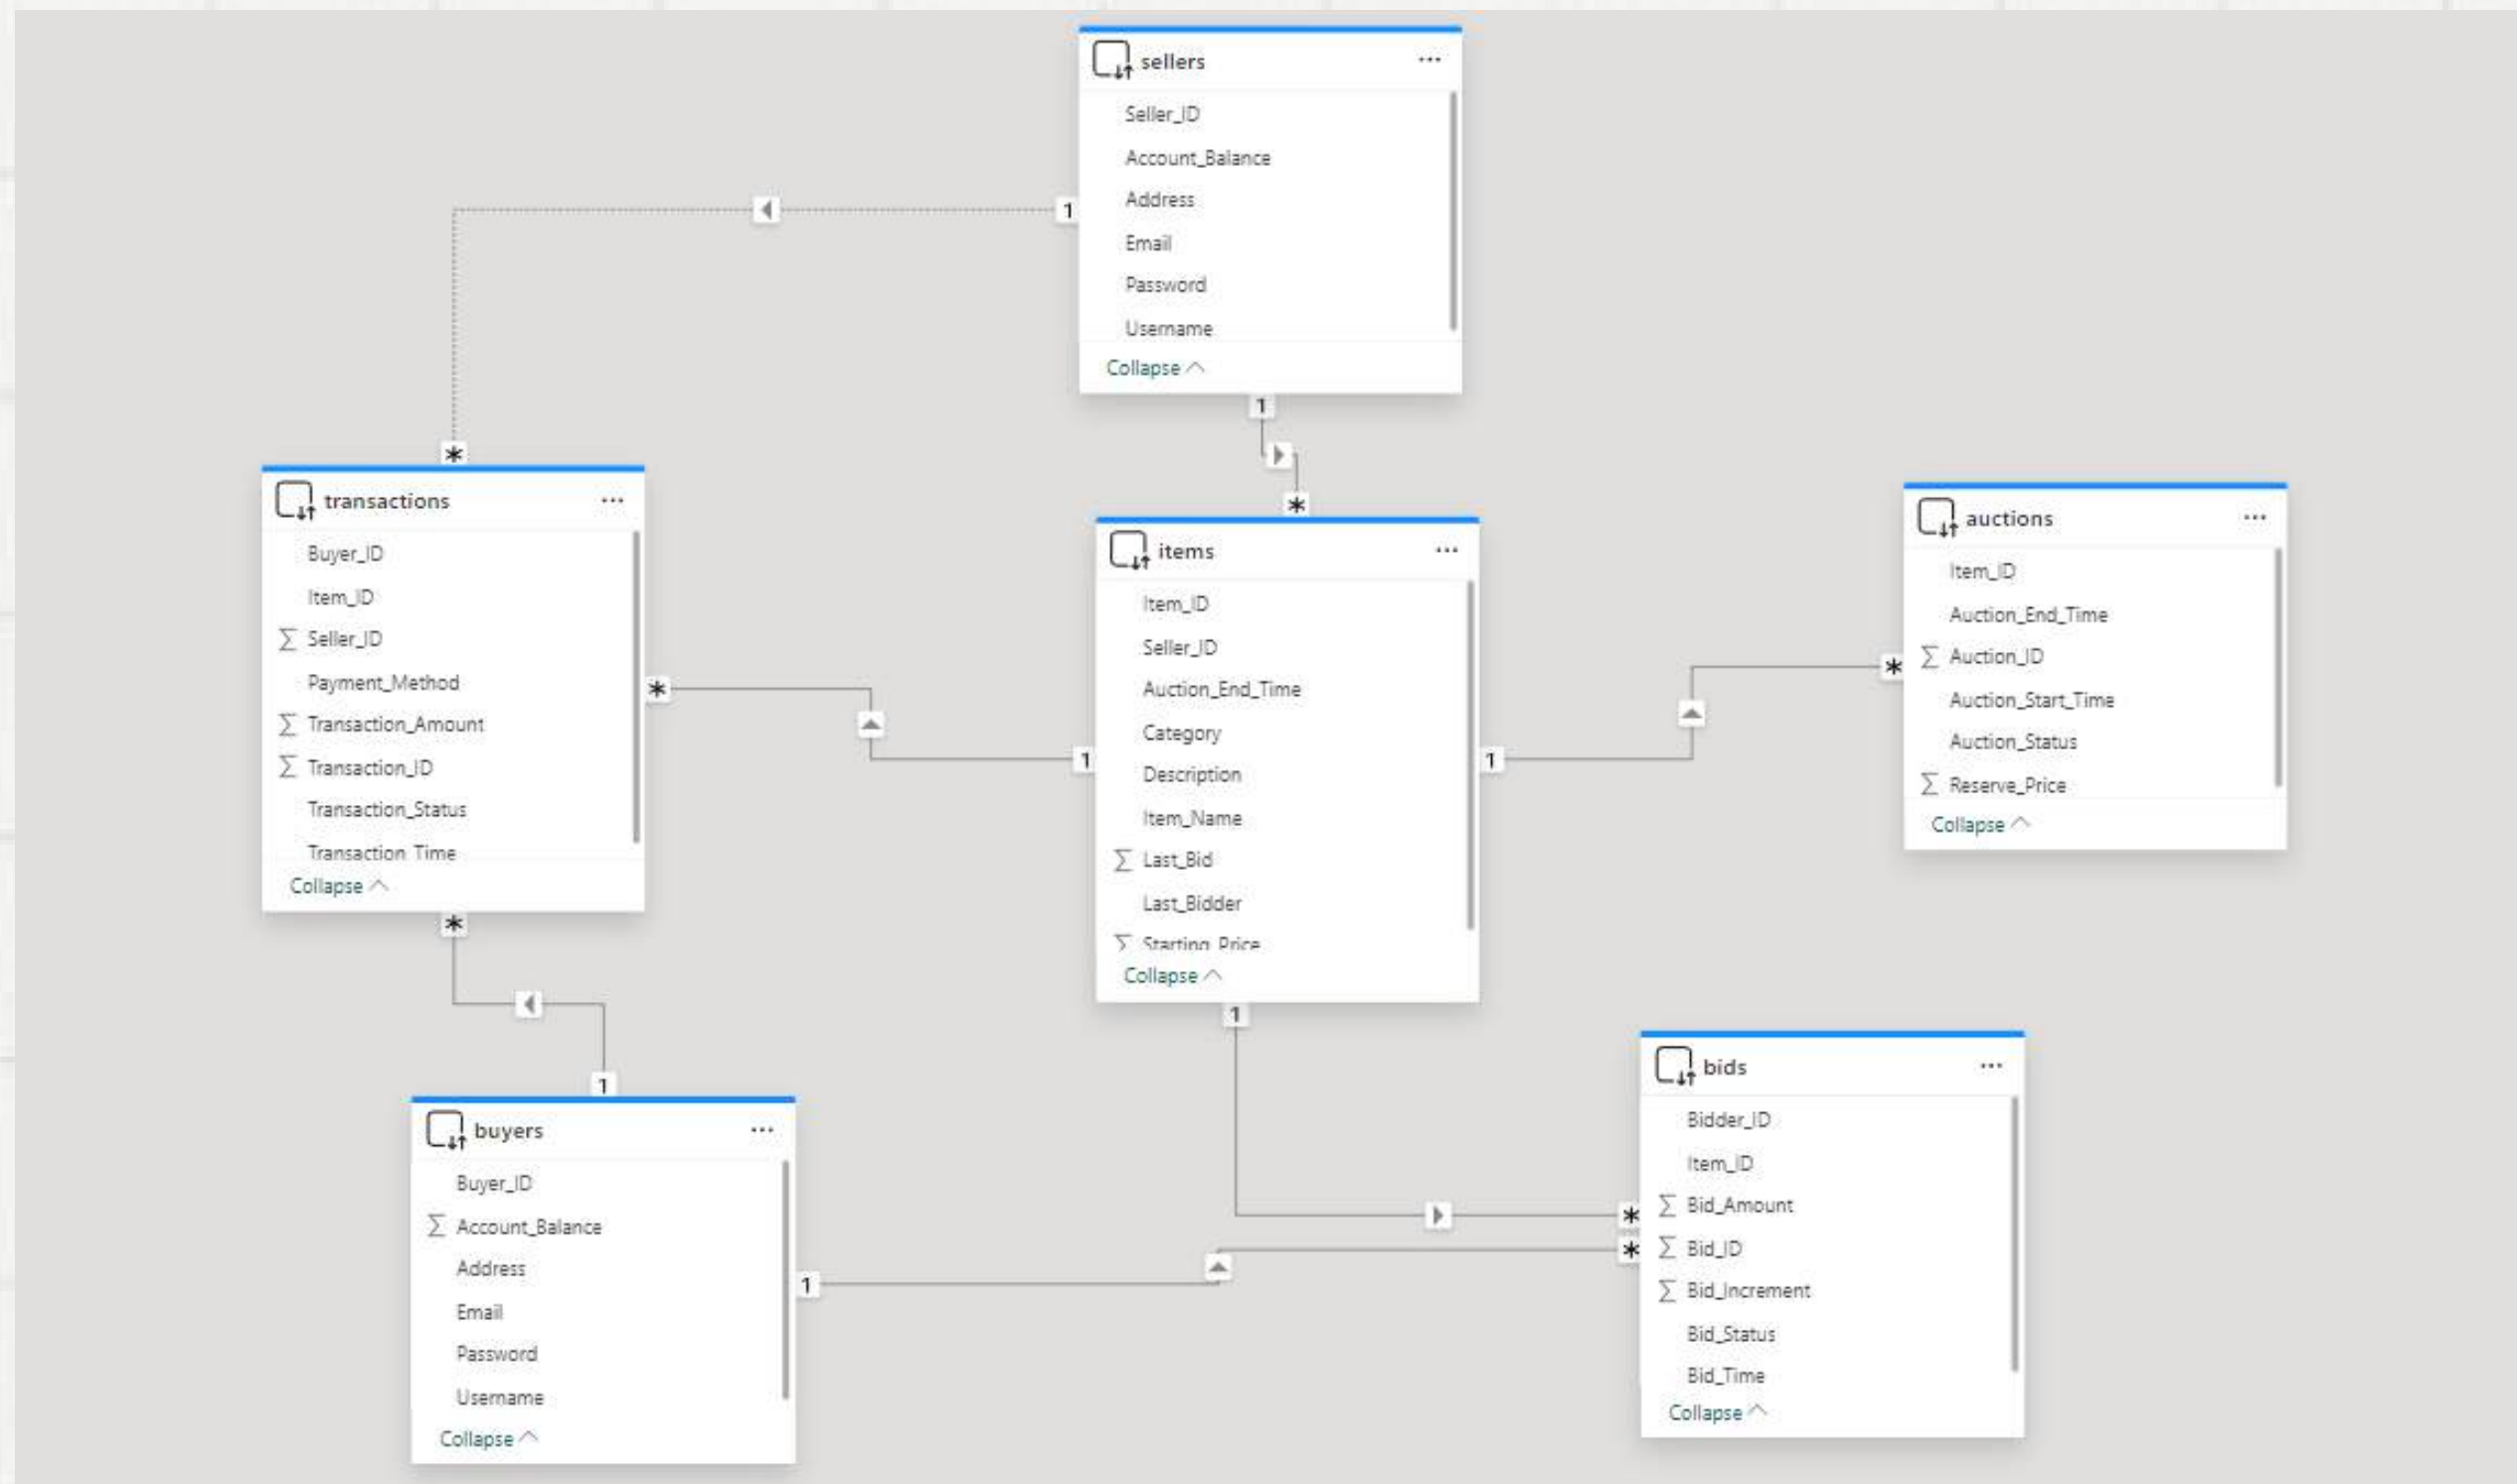 sellers
Seller_ID
Account_Balance
Address
Email
Password
Username
Collapse
1
1
*
*
transactions
Buyer_ID
Item_ID
∑ Seller_ID
Payment_Method
∑ Transaction_Amount
∑ Transaction_ID
Transaction_Status
Transaction_Time
Collapse
*
*
1
items
Item_ID
Seller_ID
Auction_End_Time
Category
Description
Item_Name
∑ Last_Bid
Last_Bidder
∑ Starting_Price
Collapse
1
1
*
auctions
Item_ID
Auction_End_Time
∑ Auction_ID
Auction_Start_Time
Auction_Status
∑ Reserve_Price
Collapse
1
buyers
Buyer_ID
∑ Account_Balance
Address
Email
Password
Username
Collapse
1
*
*
bids
Bidder_ID
Item_ID
∑ Bid_Amount
∑ Bid_ID
∑ Bid_Increment
Bid_Status
Bid_Time
Collapse